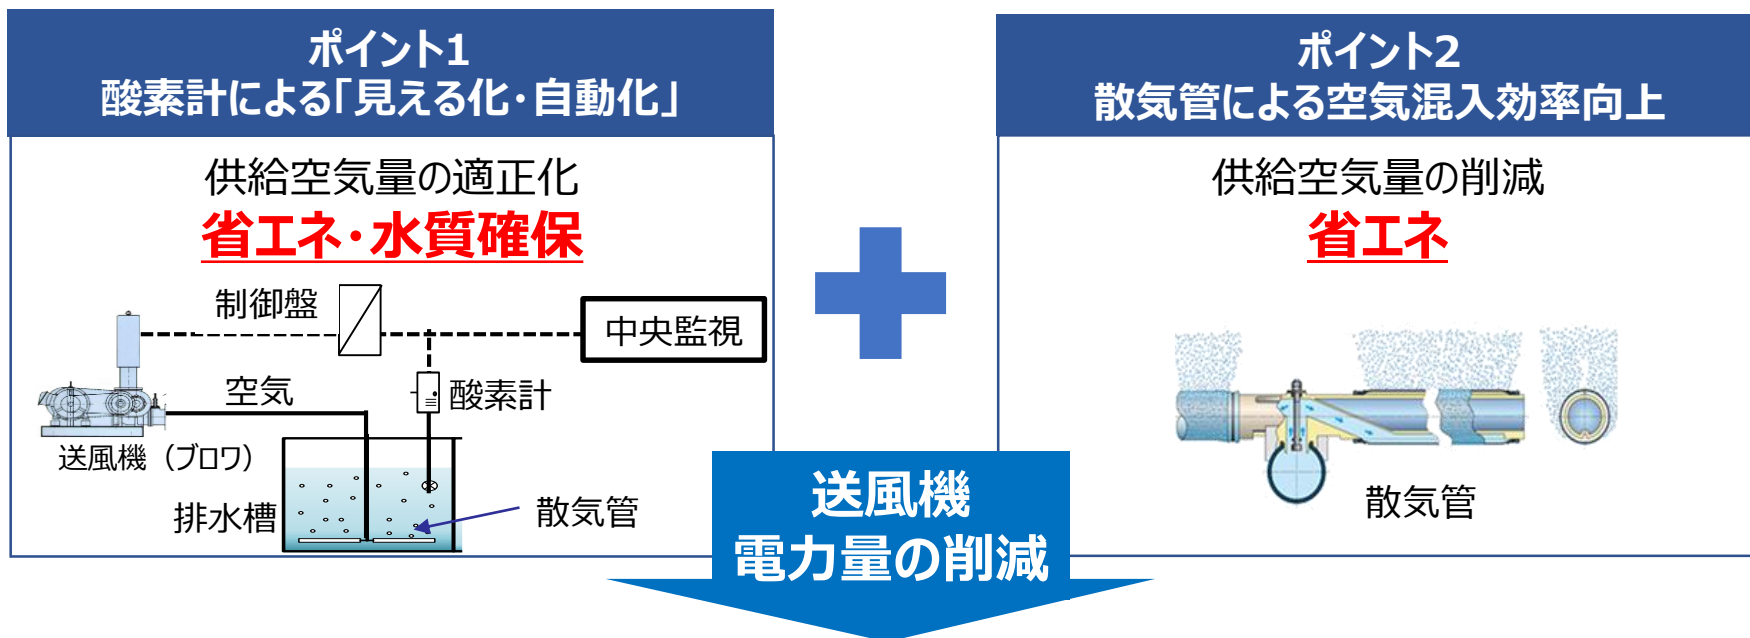 ポイント1
酸素計による「見える化・自動化」
供給空気量の適正化
省エネ・水質確保
制御盤
中央監視
空気
酸素計
送風機（ブロワ）
排水槽
散気管
ポイント2
散気管による空気混入効率向上
供給空気量の削減
省エネ
散気管
送風機
電力量の削減